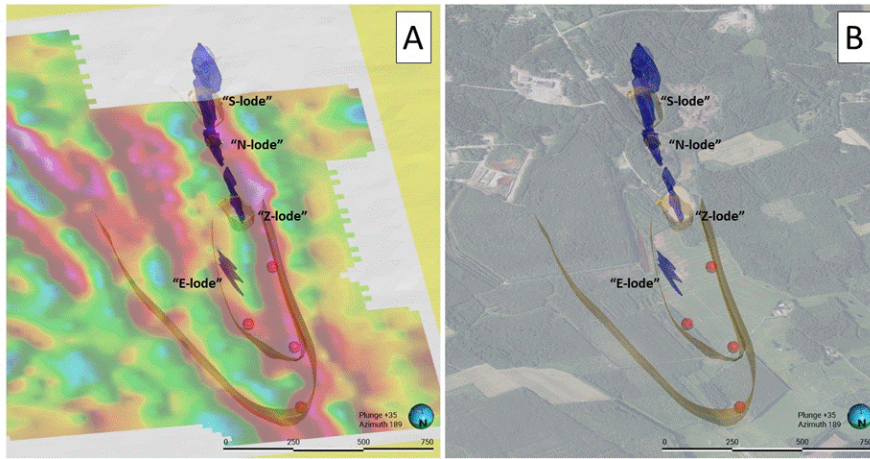 A
"S-lode"
"N-lode"
"Z-lode"
"E-lode"
Plunge +35
Azimuth 189
N
0 250 500 750
B
"S-lode"
"N-lode"
"Z-lode"
"E-lode"
Plunge +35
Azimuth 189
N
0 250 500 750